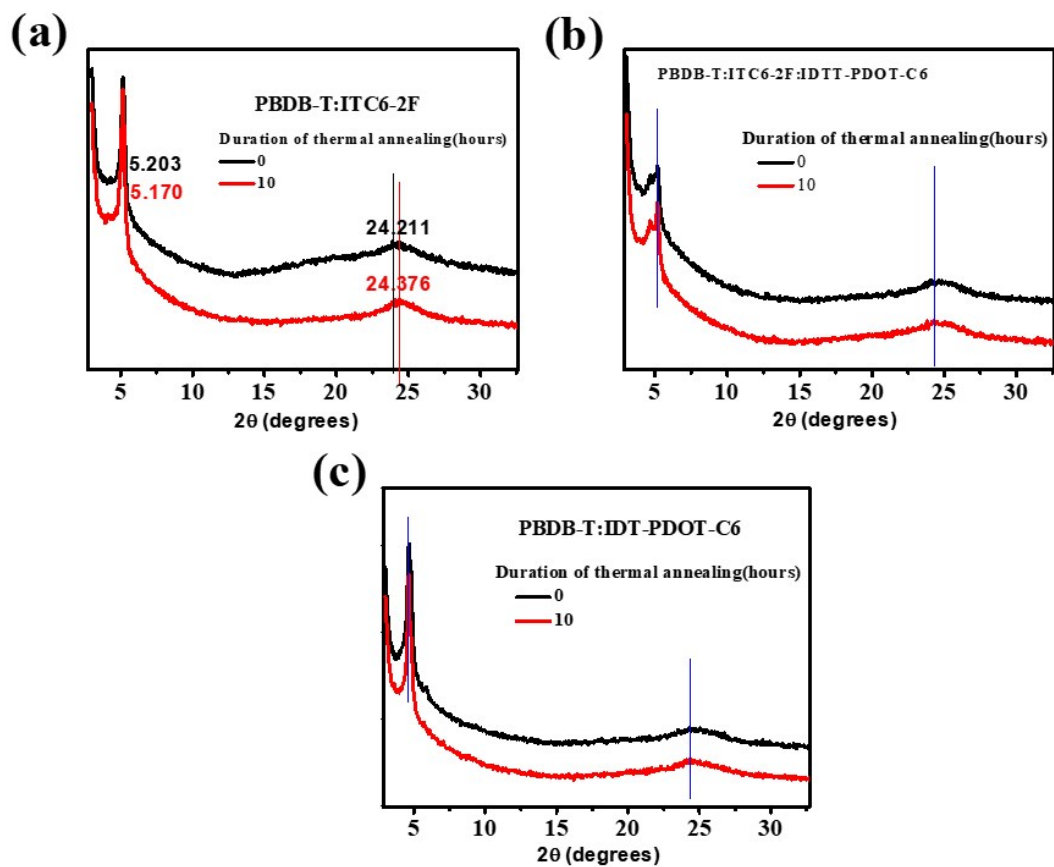 (a)
PBDB-T:ITC6-2F
Duration of thermal annealing(hours)
0
10
5.203
5.170
24.211
24.376
5 10 15 20 25 30
2θ (degrees)
(b)
PBDB-T:ITC6-2F:IDTT-PDOT-C6
Duration of thermal annealing(hours)
0
10
5 10 15 20 25 30
2θ (degrees)
(c)
PBDB-T:IDT-PDOT-C6
Duration of thermal annealing(hours)
0
10
5 10 15 20 25 30
2θ (degrees)